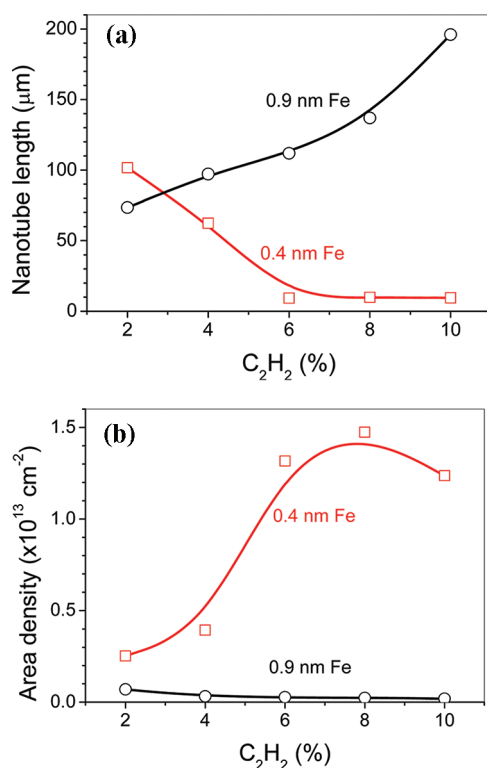 (a)
200
150
100
50
0
Nanotube length (μm)
0.9 nm Fe
0.4 nm Fe
2 4 6 8 10
C₂H₂ (%)
(b)
1.5
1.0
0.5
0.0
Area density (x10¹³ cm⁻²)
0.4 nm Fe
0.9 nm Fe
2 4 6 8 10
C₂H₂ (%)